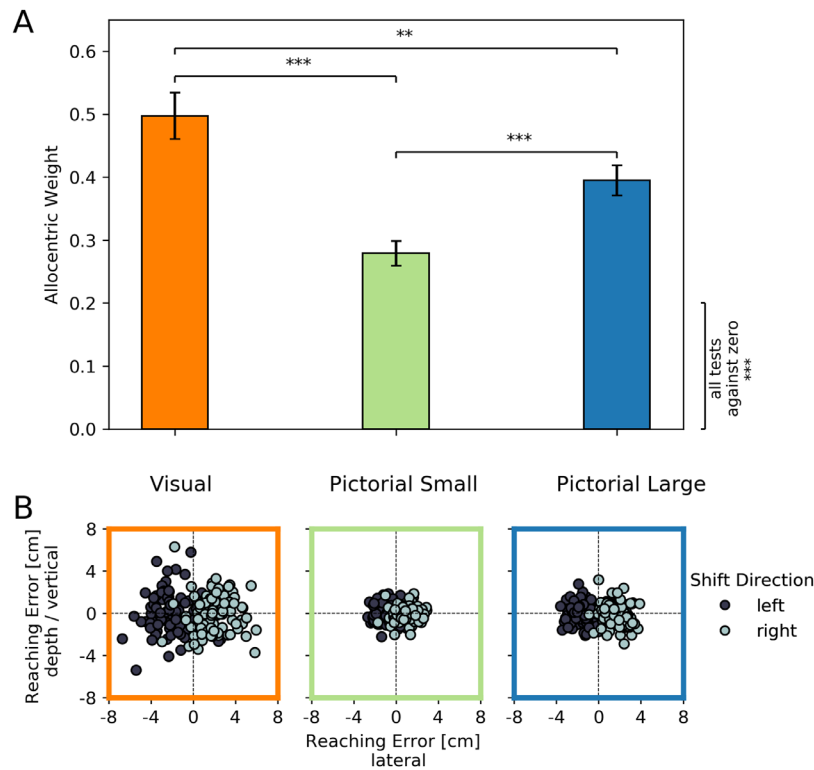 A
**
***
***
0.6
0.5
0.4
0.3
0.2
0.1
0.0
Allocentric Weight
all tests
against zero
***
Visual
Pictorial Small
Pictorial Large
B
8
4
0
-4
-8
Reaching Error [cm]
depth / vertical
-8 -4 0 4 8
-8 -4 0 4 8
-8 -4 0 4 8
Reaching Error [cm]
lateral
Shift Direction
left
right